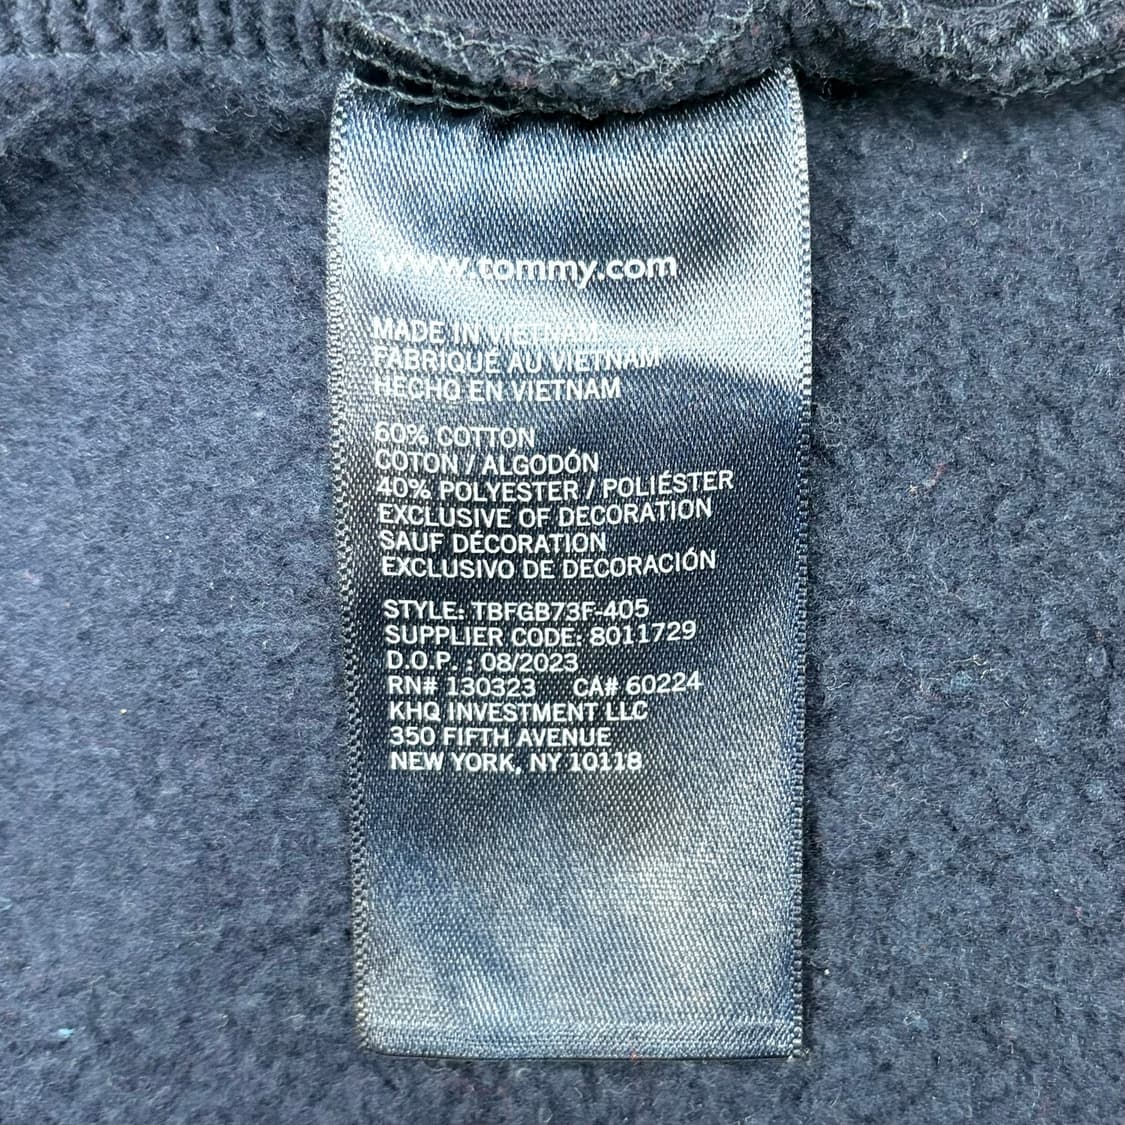 www.tommy.com
MADE IN VIETNAM
FABRIQUÉ AU VIETNAM
HECHO EN VIETNAM
60% COTTON
COTON / ALGODÓN
40% POLYESTER / POLIÉSTER
EXCLUSIVE OF DECORATION
SAUF DÉCORATION
EXCLUSIVO DE DECORACIÓN
STYLE: TBFGB73F-405
SUPPLIER CODE: 8011729
D.O.P. : 08/2023
RN# 130323 CA# 60224
KHQ INVESTMENT LLC
350 FIFTH AVENUE
NEW YORK, NY 10118